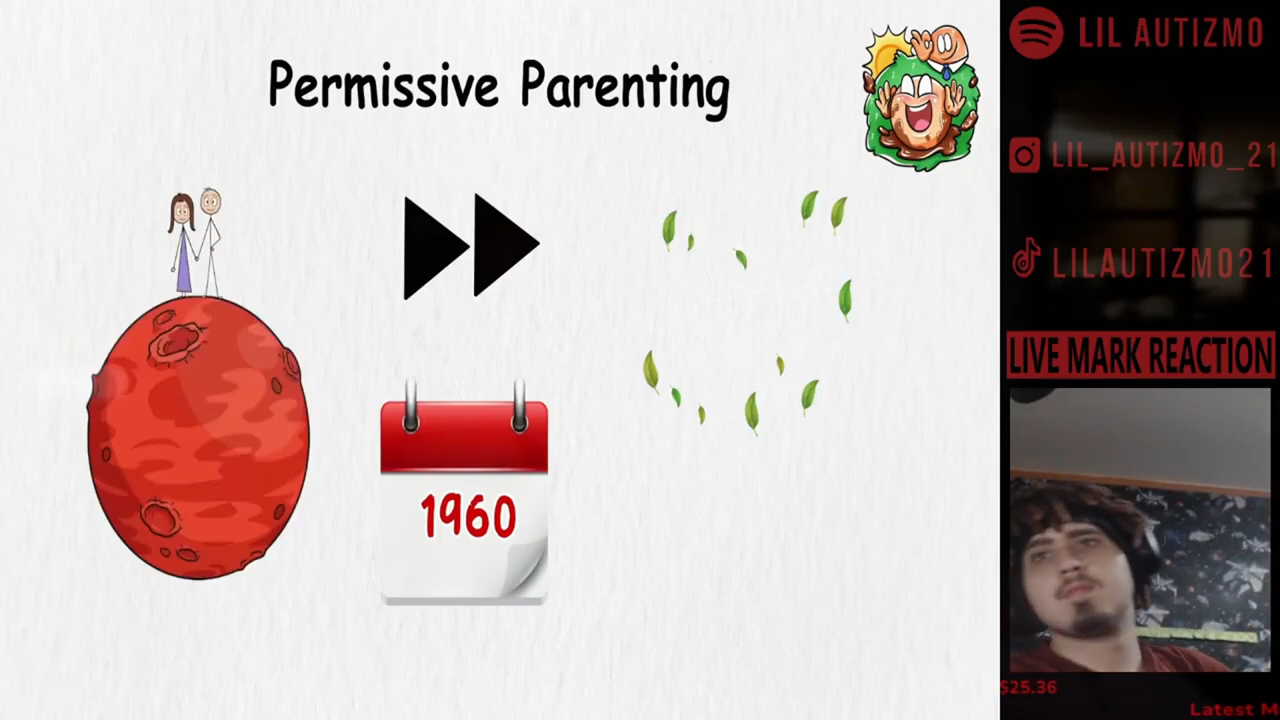 Permissive Parenting
1960
LIL AUTIZMO
LIL_AUTIZMO_21
LILAUTIZMO21
LIVE MARK REACTION
$25.36
Latest M